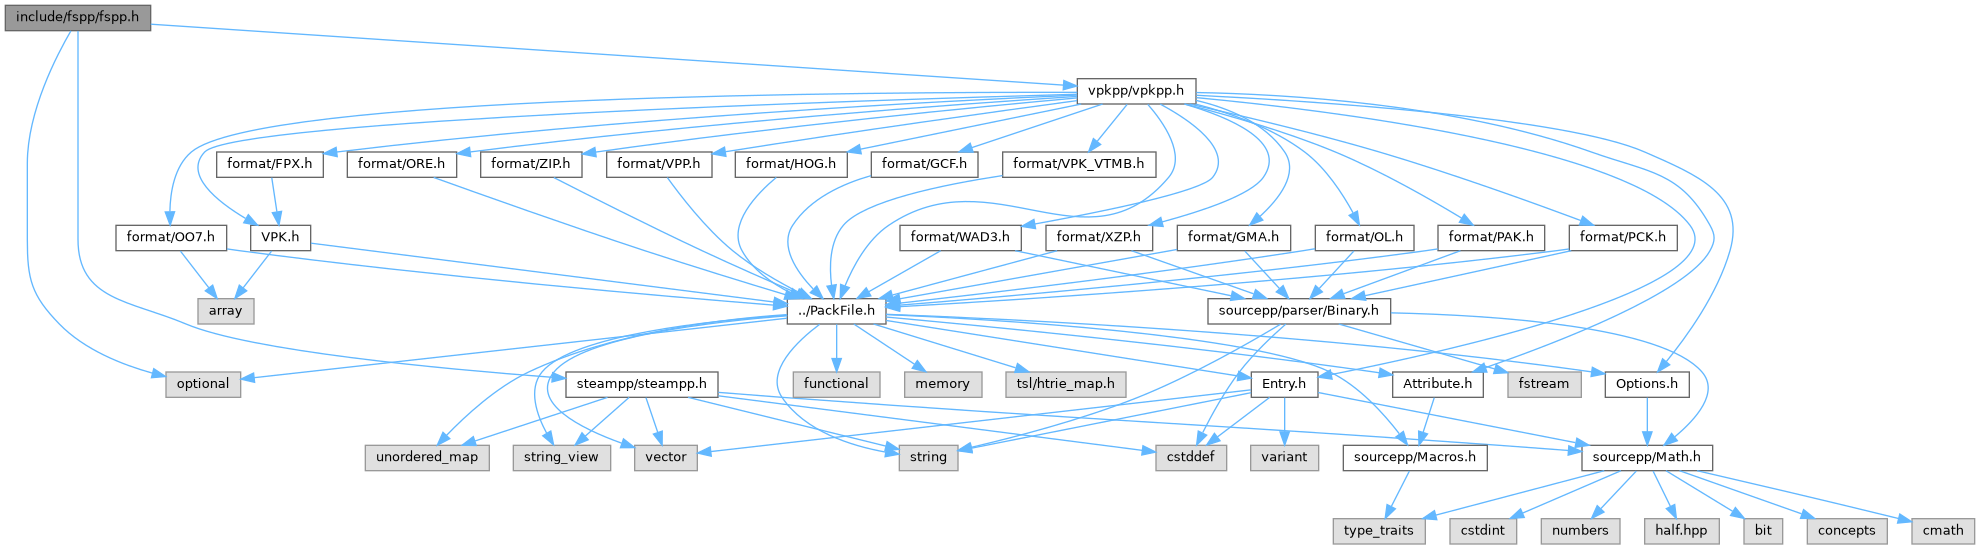 include/fspp/fspp.h
vpkpp/vpkpp.h
format/FPX.h
format/ORE.h
format/ZIP.h
format/VPP.h
format/HOG.h
format/GCF.h
format/VPK_VTMB.h
format/OO7.h
VPK.h
format/WAD3.h
format/XZP.h
format/GMA.h
format/OL.h
format/PAK.h
format/PCK.h
array
../PackFile.h
sourcepp/parser/Binary.h
optional
steampp/steampp.h
functional
memory
tsl/htrie_map.h
Entry.h
Attribute.h
fstream
Options.h
unordered_map
string_view
vector
string
cstddef
variant
sourcepp/Macros.h
sourcepp/Math.h
type_traits
cstdint
numbers
half.hpp
bit
concepts
cmath